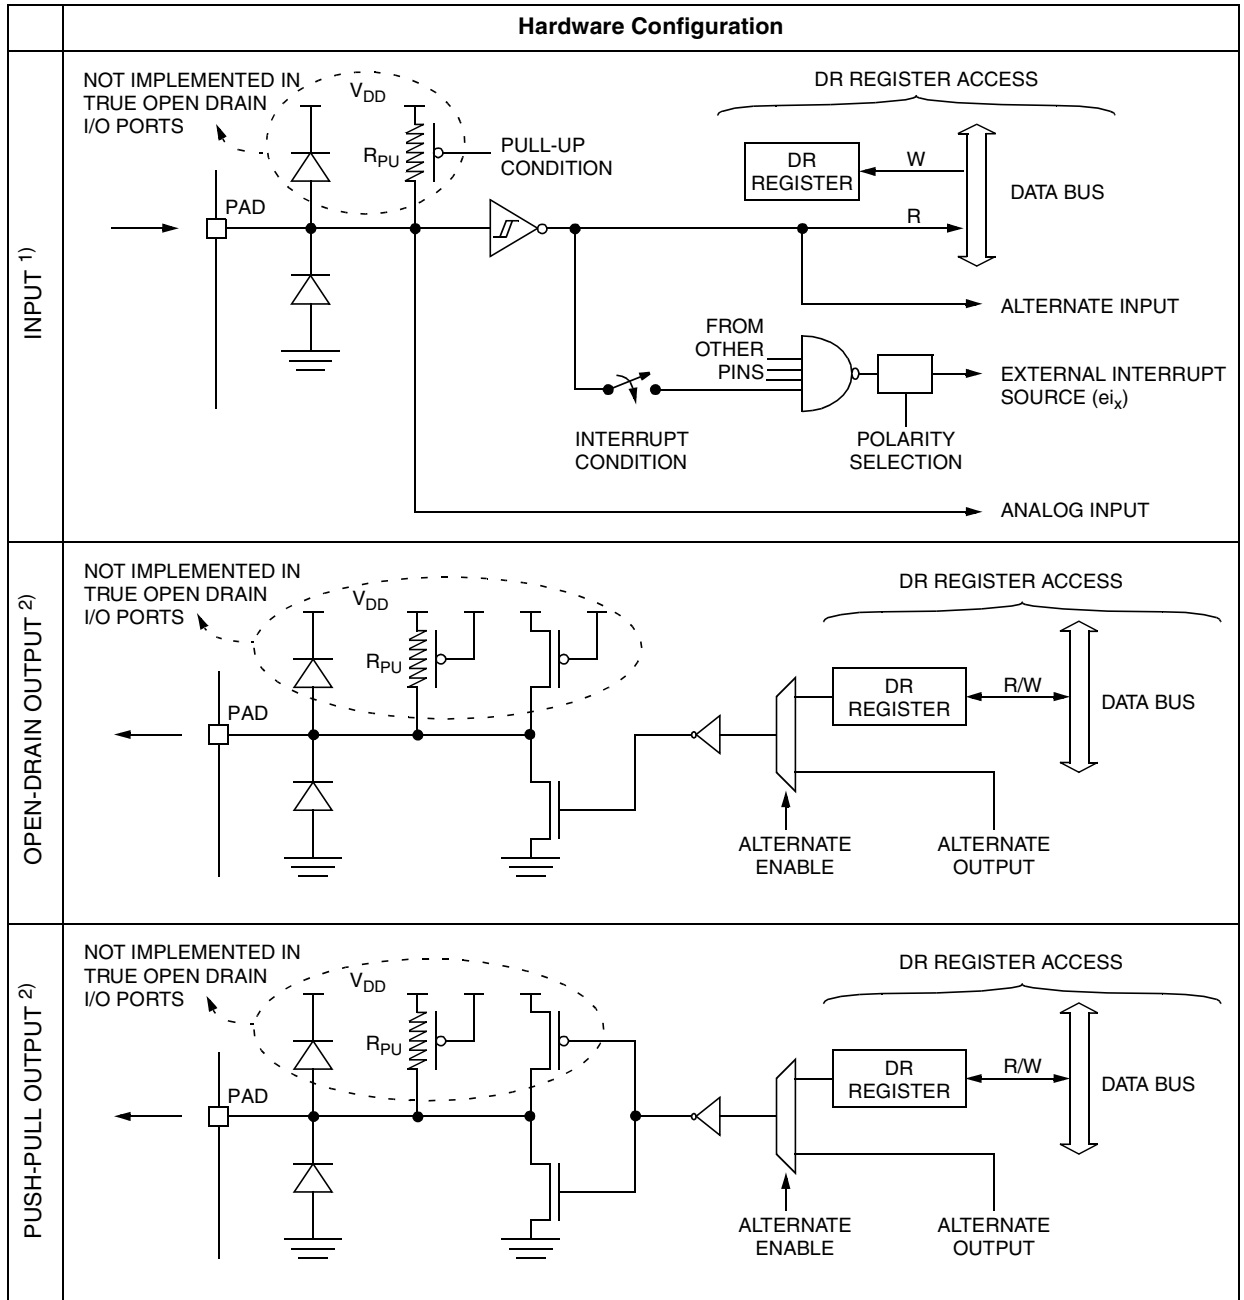 Hardware Configuration
INPUT 1)
NOT IMPLEMENTED IN
TRUE OPEN DRAIN
I/O PORTS
VDD
RPU
PULL-UP
CONDITION
PAD
DR REGISTER ACCESS
DR
REGISTER
W
R
DATA BUS
ALTERNATE INPUT
FROM
OTHER
PINS
EXTERNAL INTERRUPT
SOURCE (eix)
INTERRUPT
CONDITION
POLARITY
SELECTION
ANALOG INPUT
OPEN-DRAIN OUTPUT 2)
NOT IMPLEMENTED IN
TRUE OPEN DRAIN
I/O PORTS
VDD
RPU
PAD
DR REGISTER ACCESS
DR
REGISTER
R/W
DATA BUS
ALTERNATE
ENABLE
ALTERNATE
OUTPUT
PUSH-PULL OUTPUT 2)
NOT IMPLEMENTED IN
TRUE OPEN DRAIN
I/O PORTS
VDD
RPU
PAD
DR REGISTER ACCESS
DR
REGISTER
R/W
DATA BUS
ALTERNATE
ENABLE
ALTERNATE
OUTPUT